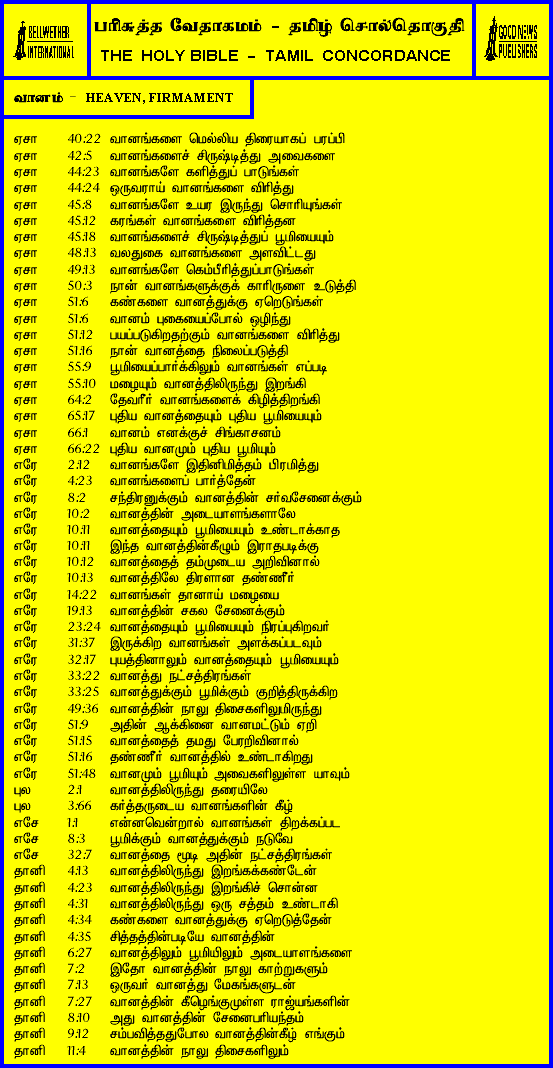 BELLWETHER
INTERNATIONAL
பரிசுத்த வேதாகமம் - தமிழ் சொல்தொகுதி
THE HOLY BIBLE - TAMIL CONCORDANCE
GOOD NEWS
PUBLISHERS
வானம் - HEAVEN, FIRMAMENT
ஏசா 40:22 வானங்களை மெல்லிய திரையாகப் பரப்பி
ஏசா 42:5 வானங்களைச் சிருஷ்டித்து அவைகளை
ஏசா 44:23 வானங்களே களித்துப் பாடுங்கள்
ஏசா 44:24 ஒருவராய் வானங்களை விரித்து
ஏசா 45:8 வானங்களே உயர இருந்து சொரியுங்கள்
ஏசா 45:12 கரங்கள் வானங்களை விரித்தன
ஏசா 45:18 வானங்களைச் சிருஷ்டித்துப் பூமியையும்
ஏசா 48:13 வலதுகை வானங்களை அளவிட்டது
ஏசா 49:13 வானங்களே கெம்பீரித்துப்பாடுங்கள்
ஏசா 50:3 நான் வானங்களுக்குக் காரிருளை உடுத்தி
ஏசா 51:6 கண்களை வானத்துக்கு ஏறெடுங்கள்
ஏசா 51:6 வானம் புகையைப்போல் ஒழிந்து
ஏசா 51:12 பயப்படுகிறதற்கும் வானங்களை விரித்து
ஏசா 51:16 நான் வானத்தை நிலைப்படுத்தி
ஏசா 55:9 பூமியைப்பார்க்கிலும் வானங்கள் எப்படி
ஏசா 55:10 மழையும் வானத்திலிருந்து இறங்கி
ஏசா 64:2 தேவரீர் வானங்களைக் கிழித்திறங்கி
ஏசா 65:17 புதிய வானத்தையும் புதிய பூமியையும்
ஏசா 66:1 வானம் எனக்குச் சிங்காசனம்
ஏசா 66:22 புதிய வானமும் புதிய பூமியும்
எரே 2:12 வானங்களே இதினிமித்தம் பிரமித்து
எரே 4:23 வானங்களைப் பார்த்தேன்
எரே 8:2 சந்திரனுக்கும் வானத்தின் சர்வசேனைக்கும்
எரே 10:2 வானத்தின் அடையாளங்களாலே
எரே 10:11 வானத்தையும் பூமியையும் உண்டாக்காத
எரே 10:11 இந்த வானத்தின்கீழும் இராதபடிக்கு
எரே 10:12 வானத்தைத் தம்முடைய அறிவினால்
எரே 10:13 வானத்திலே திரளான தண்ணீர்
எரே 14:22 வானங்கள் தானாய் மழையை
எரே 19:13 வானத்தின் சகல சேனைக்கும்
எரே 23:24 வானத்தையும் பூமியையும் நிரப்புகிறவர்
எரே 31:37 இருக்கிற வானங்கள் அளக்கப்படவும்
எரே 32:17 புயத்தினாலும் வானத்தையும் பூமியையும்
எரே 33:22 வானத்து நட்சத்திரங்கள்
எரே 33:25 வானத்துக்கும் பூமிக்கும் குறித்திருக்கிற
எரே 49:36 வானத்தின் நாலு திசைகளிலுமிருந்து
எரே 51:9 அதின் ஆக்கினை வானமட்டும் ஏறி
எரே 51:15 வானத்தைத் தமது பேரறிவினால்
எரே 51:16 தண்ணீர் வானத்தில் உண்டாகிறது
எரே 51:48 வானமும் பூமியும் அவைகளிலுள்ள யாவும்
புல 2:1 வானத்திலிருந்து தரையிலே
புல 3:66 கர்த்தருடைய வானங்களின் கீழ்
எசே 1:1 என்னவென்றால் வானங்கள் திறக்கப்பட
எசே 8:3 பூமிக்கும் வானத்துக்கும் நடுவே
எசே 32:7 வானத்தை மூடி அதின் நட்சத்திரங்கள்
தானி 4:13 வானத்திலிருந்து இறங்கக்கண்டேன்
தானி 4:23 வானத்திலிருந்து இறங்கிச் சொன்ன
தானி 4:31 வானத்திலிருந்து ஒரு சத்தம் உண்டாகி
தானி 4:34 கண்களை வானத்துக்கு ஏறெடுத்தேன்
தானி 4:35 சித்தத்தின்படியே வானத்தின்
தானி 6:27 வானத்திலும் பூமியிலும் அடையாளங்களை
தானி 7:2 இதோ வானத்தின் நாலு காற்றுகளும்
தானி 7:13 ஒருவர் வானத்து மேகங்களுடன்
தானி 7:27 வானத்தின் கீழெங்குமுள்ள ராஜ்யங்களின்
தானி 8:10 அது வானத்தின் சேனைபரியந்தம்
தானி 9:12 சம்பவித்ததுபோல வானத்தின்கீழ் எங்கும்
தானி 11:4 வானத்தின் நாலு திசைகளிலும்